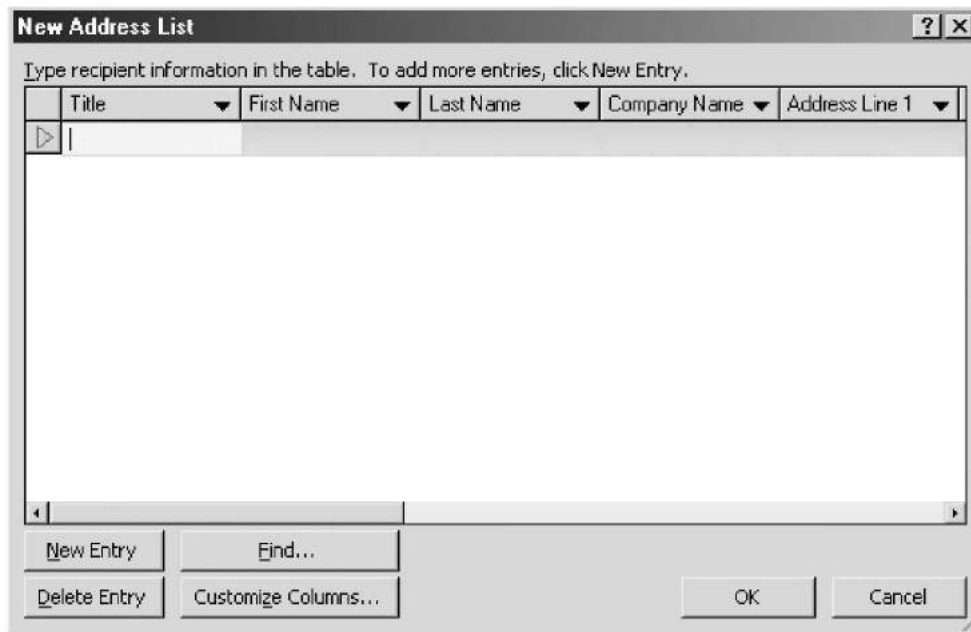 New Address List
Type recipient information in the table. To add more entries, click New Entry.
Title First Name Last Name Company Name Address Line 1
New Entry Find...
Delete Entry Customize Columns... OK Cancel